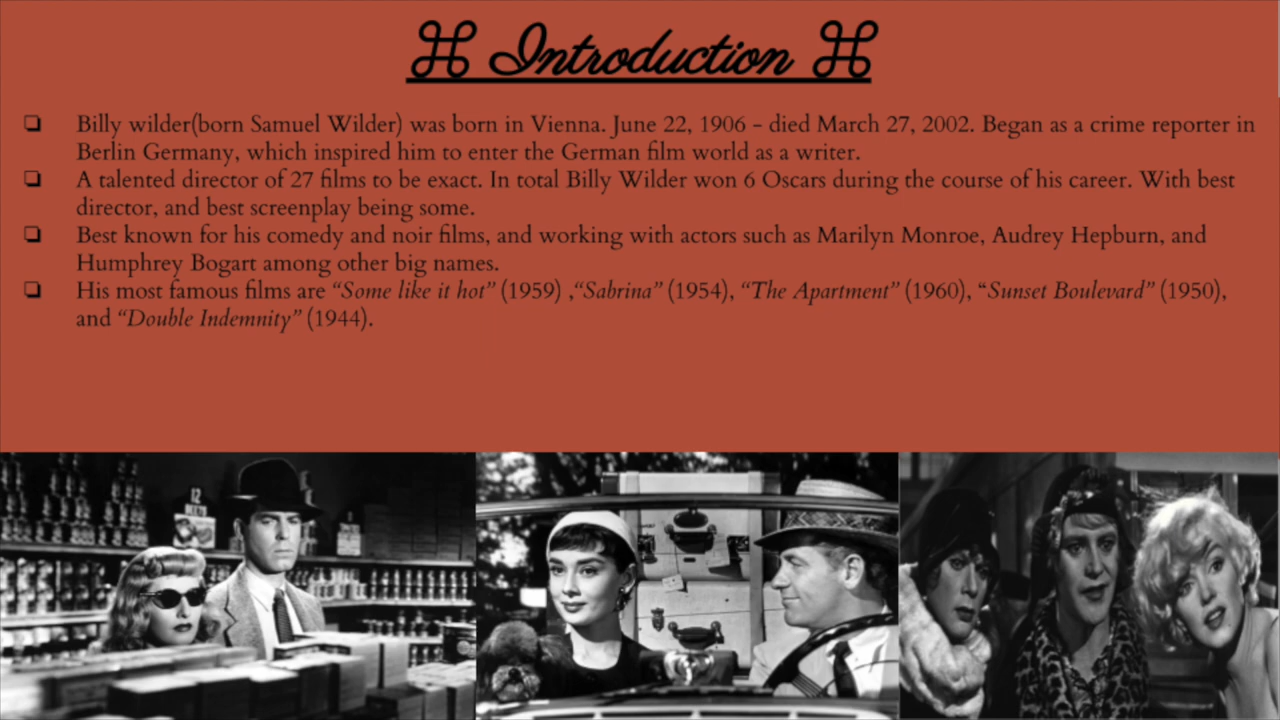 ⌘ Introduction ⌘
❏ Billy wilder(born Samuel Wilder) was born in Vienna. June 22, 1906 - died March 27, 2002. Began as a crime reporter in
Berlin Germany, which inspired him to enter the German film world as a writer.
❏ A talented director of 27 films to be exact. In total Billy Wilder won 6 Oscars during the course of his career. With best
director, and best screenplay being some.
❏ Best known for his comedy and noir films, and working with actors such as Marilyn Monroe, Audrey Hepburn, and
Humphrey Bogart among other big names.
❏ His most famous films are “Some like it hot” (1959) ,“Sabrina” (1954), “The Apartment” (1960), “Sunset Boulevard” (1950),
and “Double Indemnity” (1944).
12